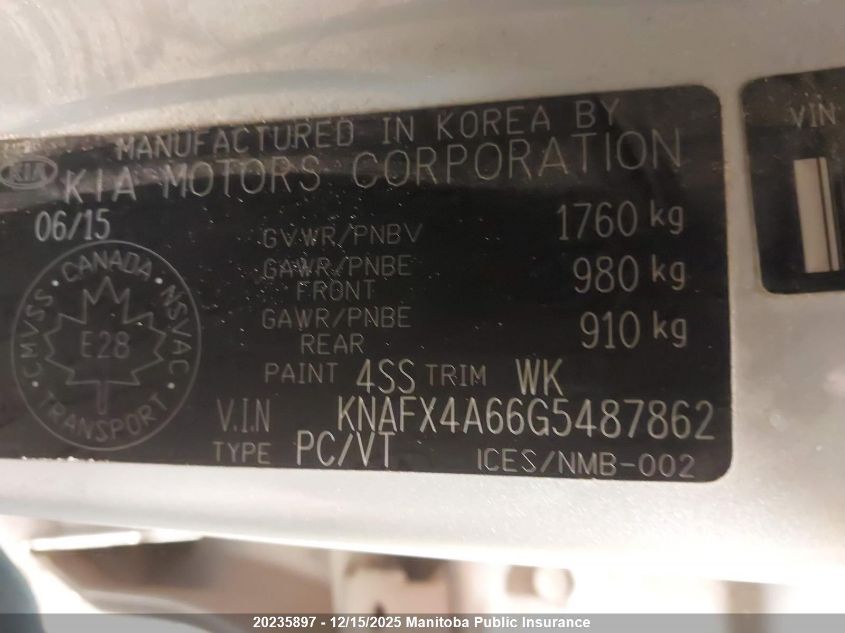 MANUFACTURED IN KOREA BY
KIA KIA MOTORS CORPORATION
06/15
GVWR/PNBV 1760 kg
GAWR/PNBE FRONT 980 kg
GAWR/PNBE REAR 910 kg
CMVSS · CANADA · NSVAC
E28
TRANSPORT
PAINT 4SS TRIM WK
V.I.N KNAFX4A66G5487862
TYPE PC/VT ICES/NMB-002
VIN
20235897 - 12/15/2025 Manitoba Public Insurance